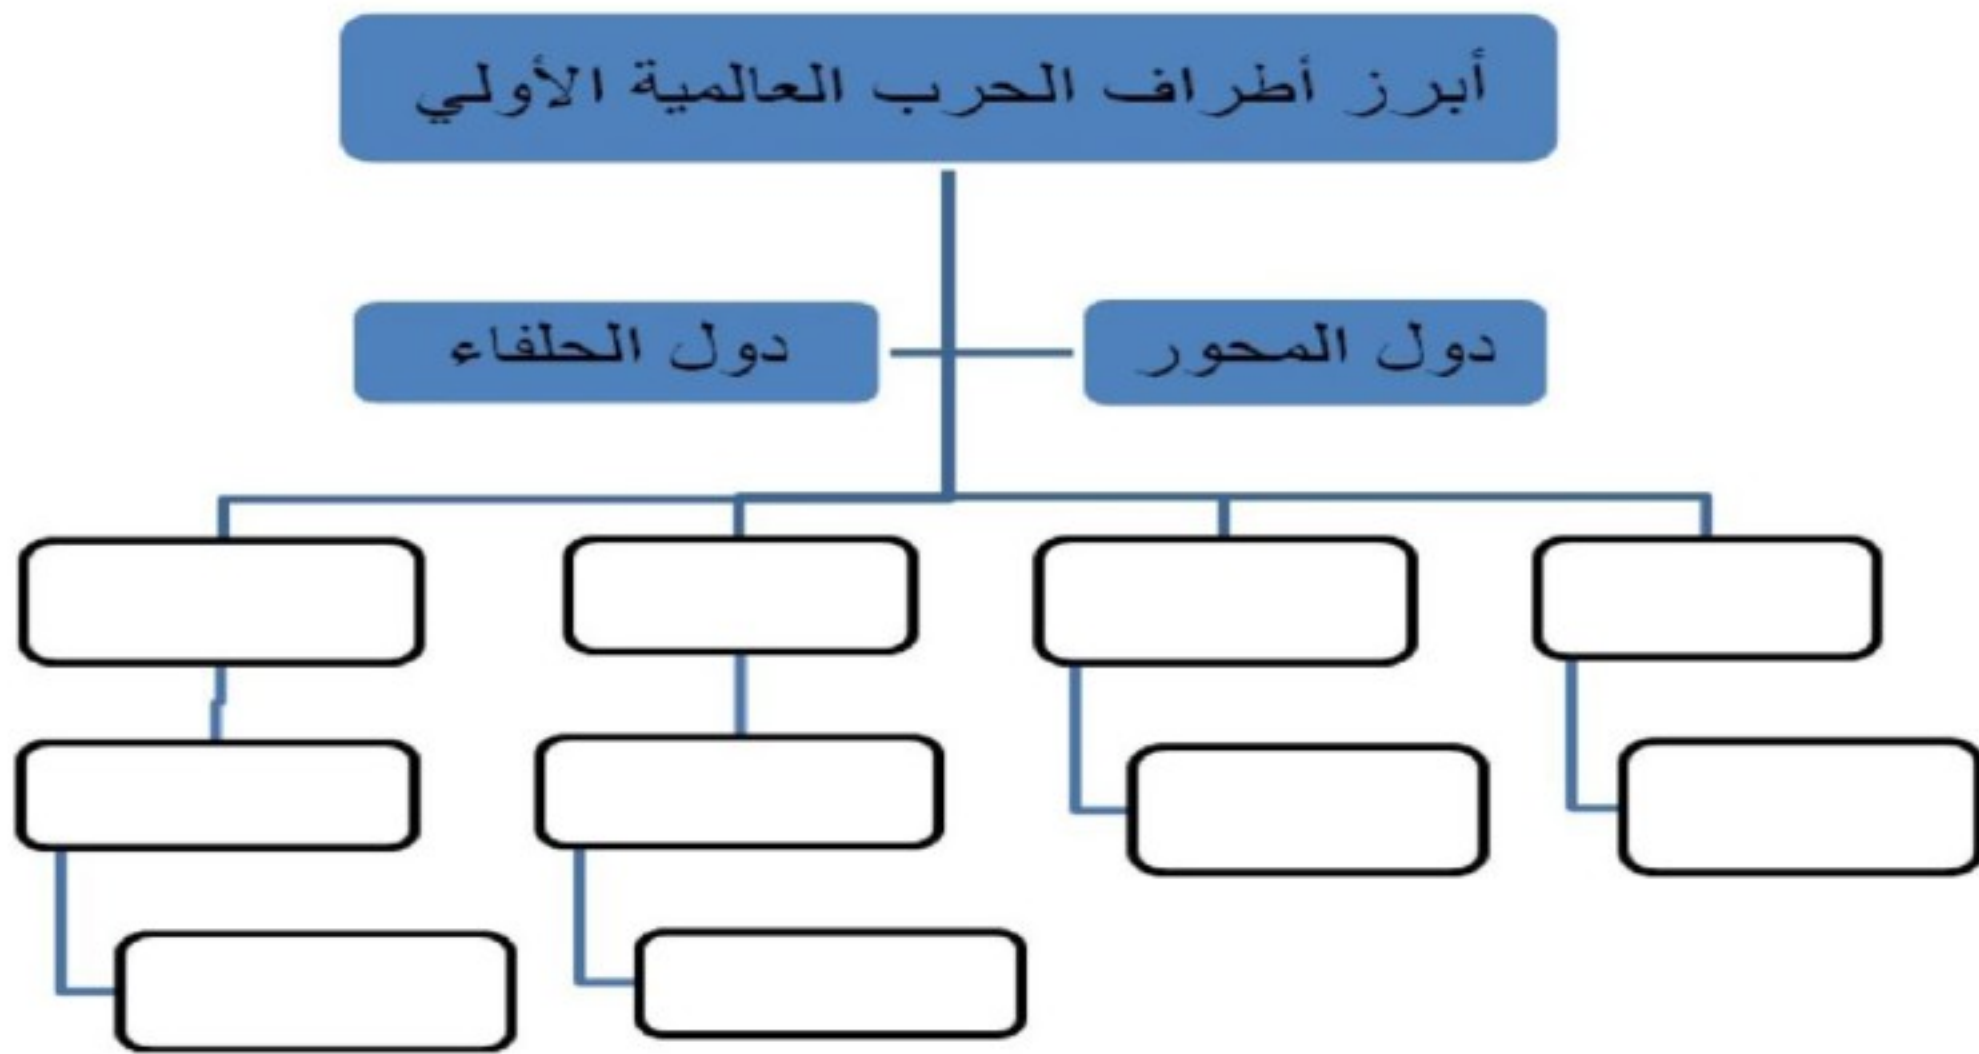 أبرز أطراف الحرب العالمية الأولي
دول المحور
دول الحلفاء